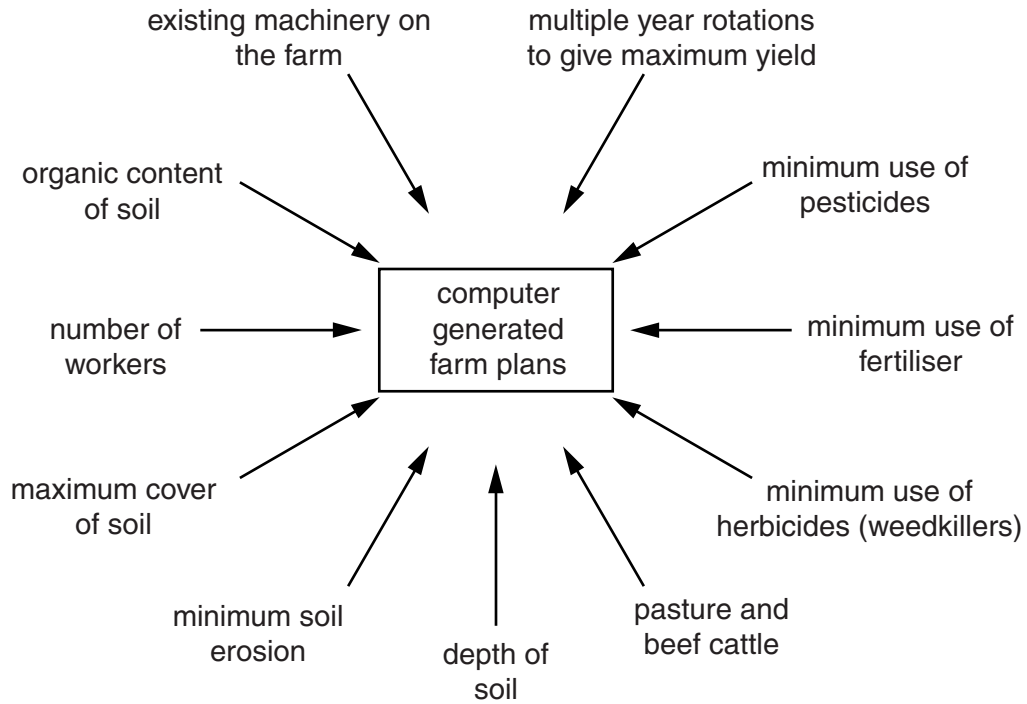 existing machinery on
the farm
multiple year rotations
to give maximum yield
organic content
of soil
minimum use of
pesticides
computer
generated
farm plans
number of
workers
minimum use of
fertiliser
maximum cover
of soil
minimum use of
herbicides (weedkillers)
minimum soil
erosion
depth of
soil
pasture and
beef cattle